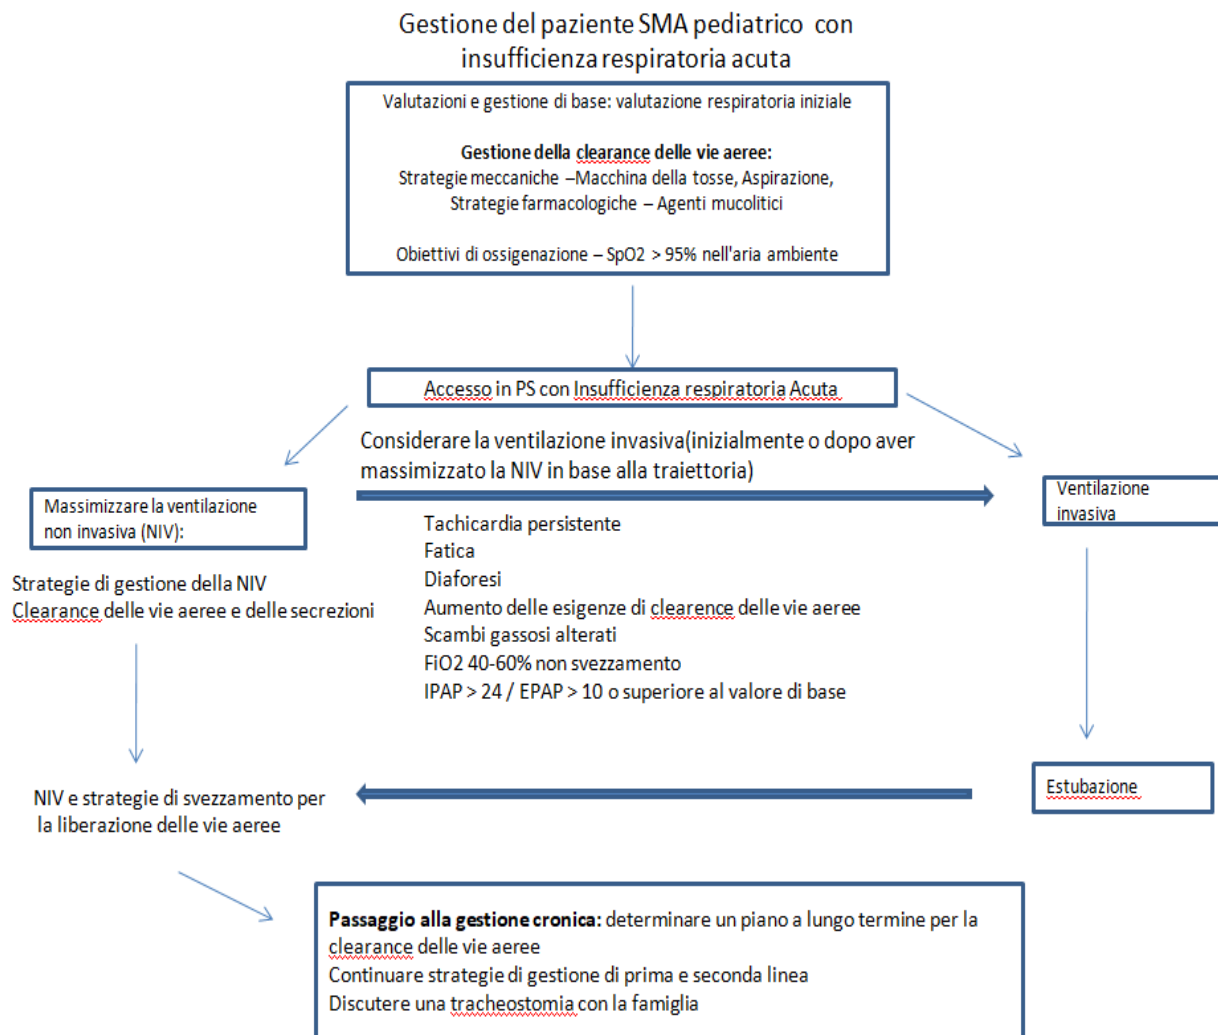 Gestione del paziente SMA pediatrico con
insufficienza respiratoria acuta
Valutazioni e gestione di base: valutazione respiratoria iniziale
Gestione della clearance delle vie aeree:
Strategie meccaniche –Macchina della tosse, Aspirazione,
Strategie farmacologiche – Agenti mucolitici
Obiettivi di ossigenazione – SpO2 > 95% nell'aria ambiente
Accesso in PS con Insufficienza respiratoria Acuta
Considerare la ventilazione invasiva(inizialmente o dopo aver
massimizzato la NIV in base alla traiettoria)
Massimizzare la ventilazione
non invasiva (NIV):
Ventilazione
invasiva
Tachicardia persistente
Fatica
Diaforesi
Aumento delle esigenze di clearence delle vie aeree
Scambi gassosi alterati
FiO2 40-60% non svezzamento
IPAP > 24 / EPAP > 10 o superiore al valore di base
Strategie di gestione della NIV
Clearance delle vie aeree e delle secrezioni
Estubazione
NIV e strategie di svezzamento per
la liberazione delle vie aeree
Passaggio alla gestione cronica: determinare un piano a lungo termine per la
clearance delle vie aeree
Continuare strategie di gestione di prima e seconda linea
Discutere una tracheostomia con la famiglia